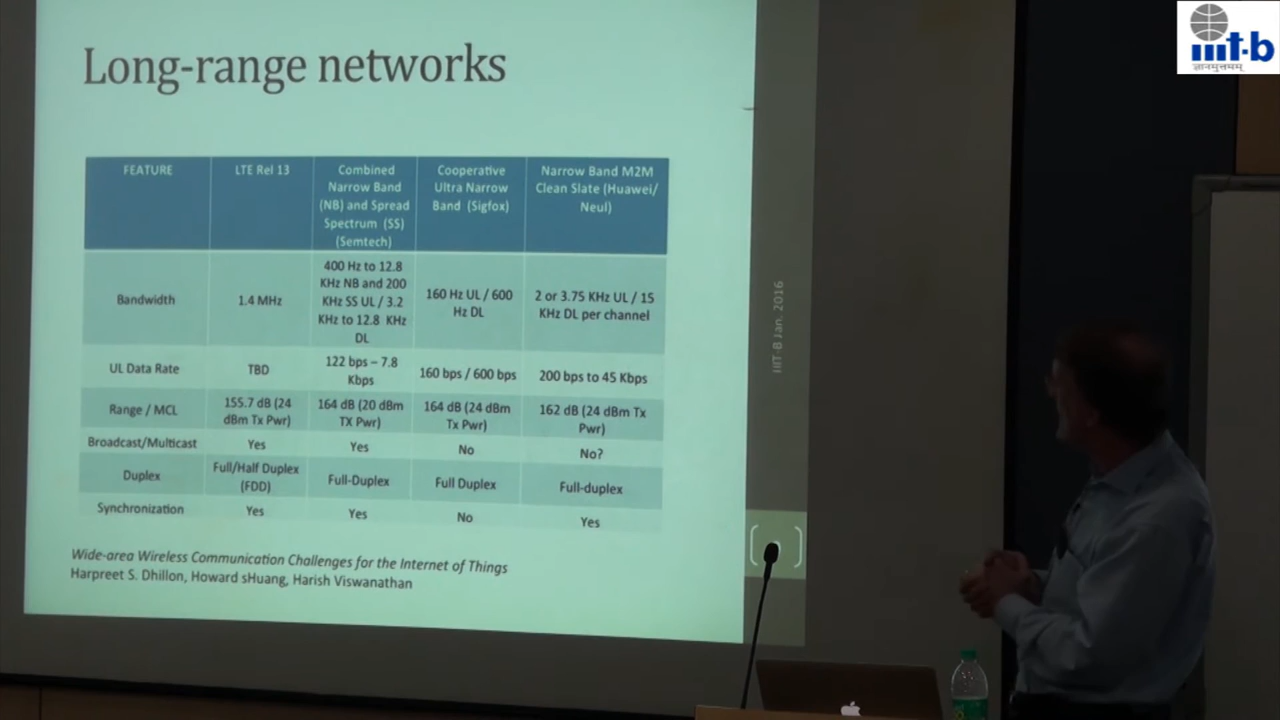 Long-range networks
FEATURE
LTE Rel 13
Combined
Narrow Band
(NB) and Spread
Spectrum (SS)
(Semtech)
Cooperative
Ultra Narrow
Band (Sigfox)
Narrow Band M2M
Clean Slate (Huawei/
Neul)
Bandwidth
1.4 MHz
400 Hz to 12.8
KHz NB and 200
KHz SS UL / 3.2
KHz to 12.8 KHz
DL
160 Hz UL / 600
Hz DL
2 or 3.75 KHz UL / 15
KHz DL per channel
UL Data Rate
TBD
122 bps – 7.8
Kbps
160 bps / 600 bps
200 bps to 45 Kbps
Range / MCL
155.7 dB (24
dBm Tx Pwr)
164 dB (20 dBm
TX Pwr)
164 dB (24 dBm
Tx Pwr)
162 dB (24 dBm Tx
Pwr)
Broadcast/Multicast
Yes
Yes
No
No?
Duplex
Full/Half Duplex
(FDD)
Full-Duplex
Full Duplex
Full-duplex
Synchronization
Yes
Yes
No
Yes
Wide-area Wireless Communication Challenges for the Internet of Things
Harpreet S. Dhillon, Howard sHuang, Harish Viswanathan
IIIT-B Jan. 2016
iiit-b
ज्ञानमुत्तमम्